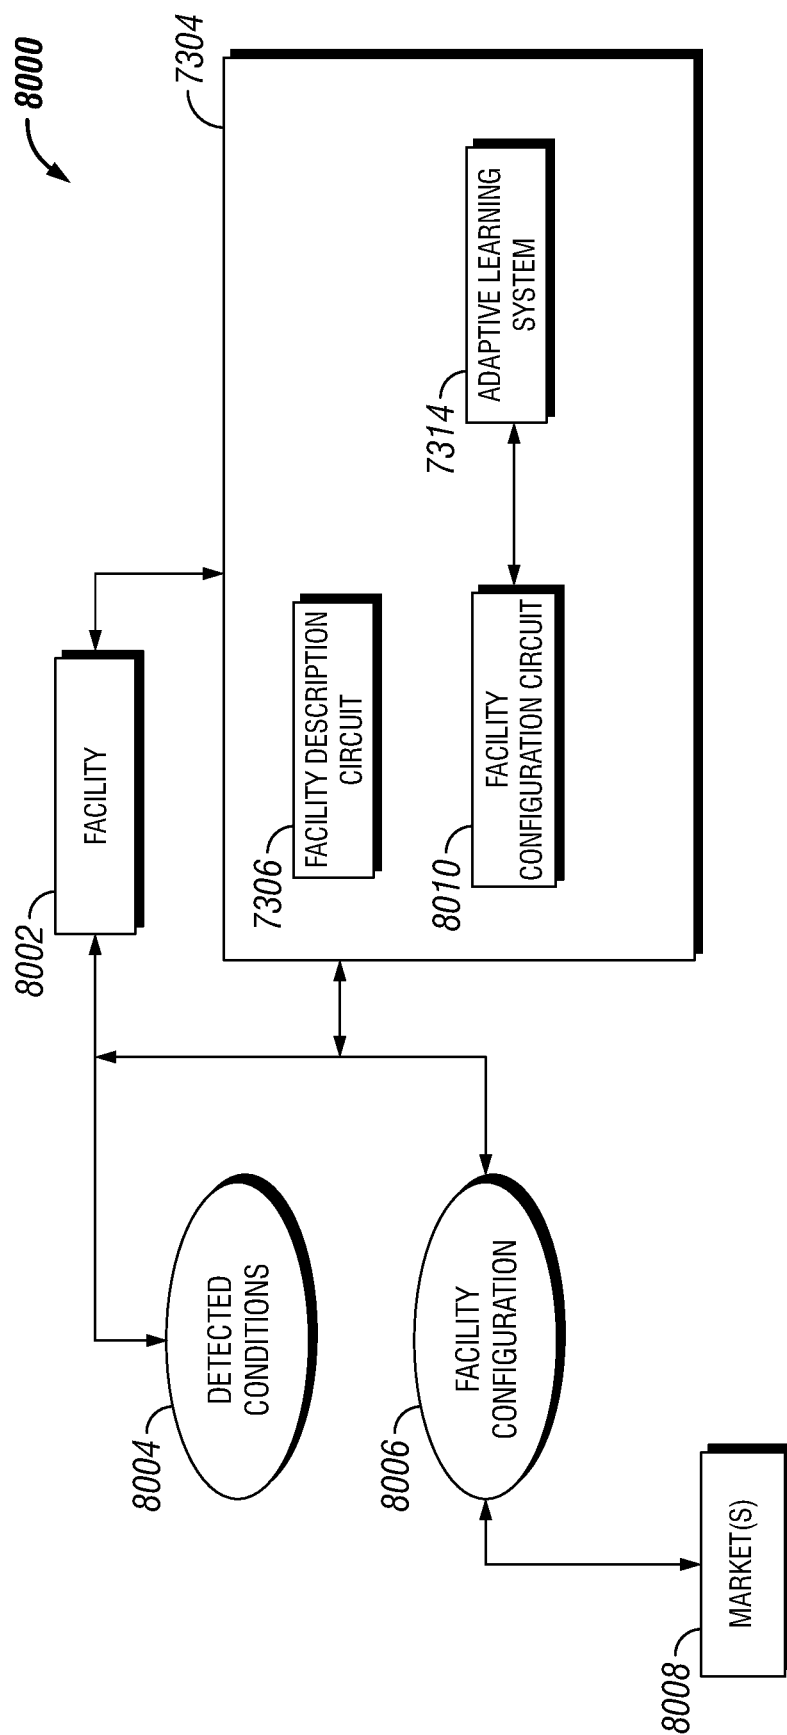 8000
8002
FACILITY
7304
8004
DETECTED
CONDITIONS
7306
FACILITY DESCRIPTION
CIRCUIT
8006
FACILITY
CONFIGURATION
8010
FACILITY
CONFIGURATION CIRCUIT
7314
ADAPTIVE LEARNING
SYSTEM
8008
MARKET(S)